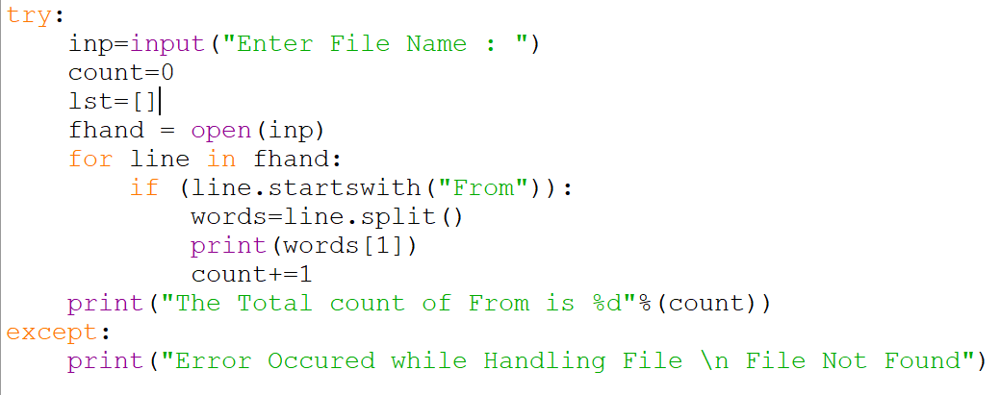 try:
    inp=input("Enter File Name : ")
    count=0
    lst=[]
    fhand = open(inp)
    for line in fhand:
        if (line.startswith("From")):
            words=line.split()
            print(words[1])
            count+=1
    print("The Total count of From is %d"%(count))
except:
    print("Error Occured while Handling File \n File Not Found")